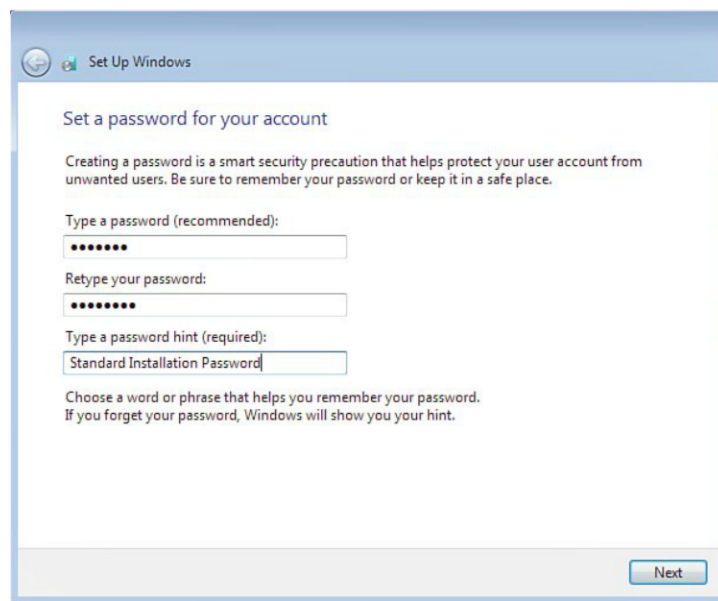 Set Up Windows
Set a password for your account
Creating a password is a smart security precaution that helps protect your user account from
unwanted users. Be sure to remember your password or keep it in a safe place.
Type a password (recommended):
●●●●●●●
Retype your password:
●●●●●●●●
Type a password hint (required):
Standard Installation Password
Choose a word or phrase that helps you remember your password.
If you forget your password, Windows will show you your hint.
Next